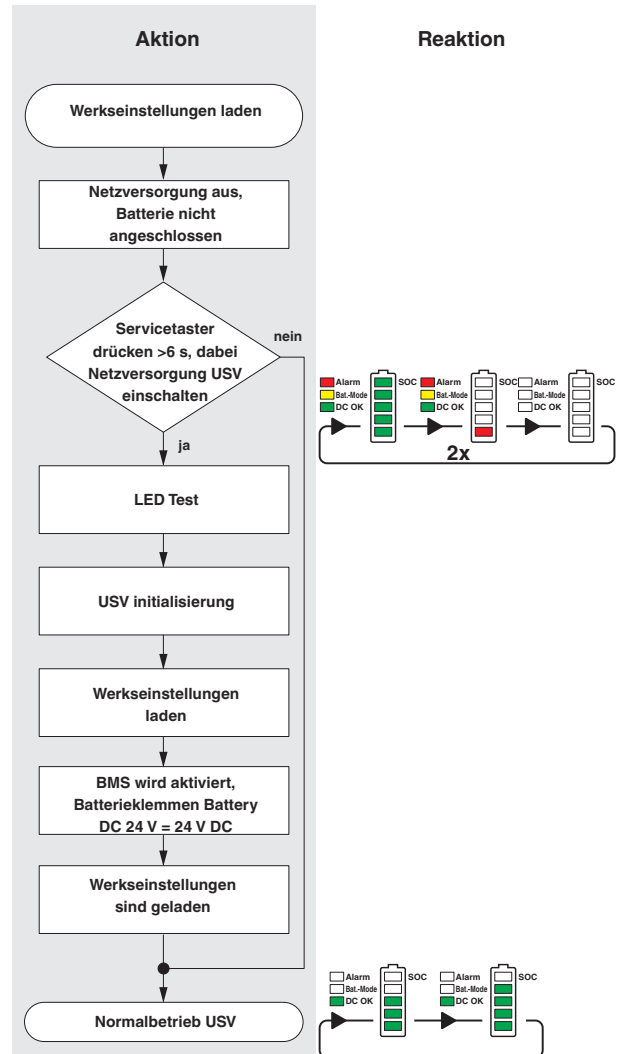 Aktion
Reaktion
Werkseinstellungen laden
Netzversorgung aus,
Batterie nicht
angeschlossen
Servicetaster
drücken >6 s, dabei
Netzversorgung USV
einschalten
nein
ja
Alarm
Bat.-Mode
DC OK
SOC
Alarm
Bat.-Mode
DC OK
SOC
Alarm
Bat.-Mode
DC OK
SOC
2x
LED Test
USV initialisierung
Werkseinstellungen
laden
BMS wird aktiviert,
Batterieklemmen Battery
DC 24 V = 24 V DC
Werkseinstellungen
sind geladen
Normalbetrieb USV
Alarm
Bat.-Mode
DC OK
SOC
Alarm
Bat.-Mode
DC OK
SOC